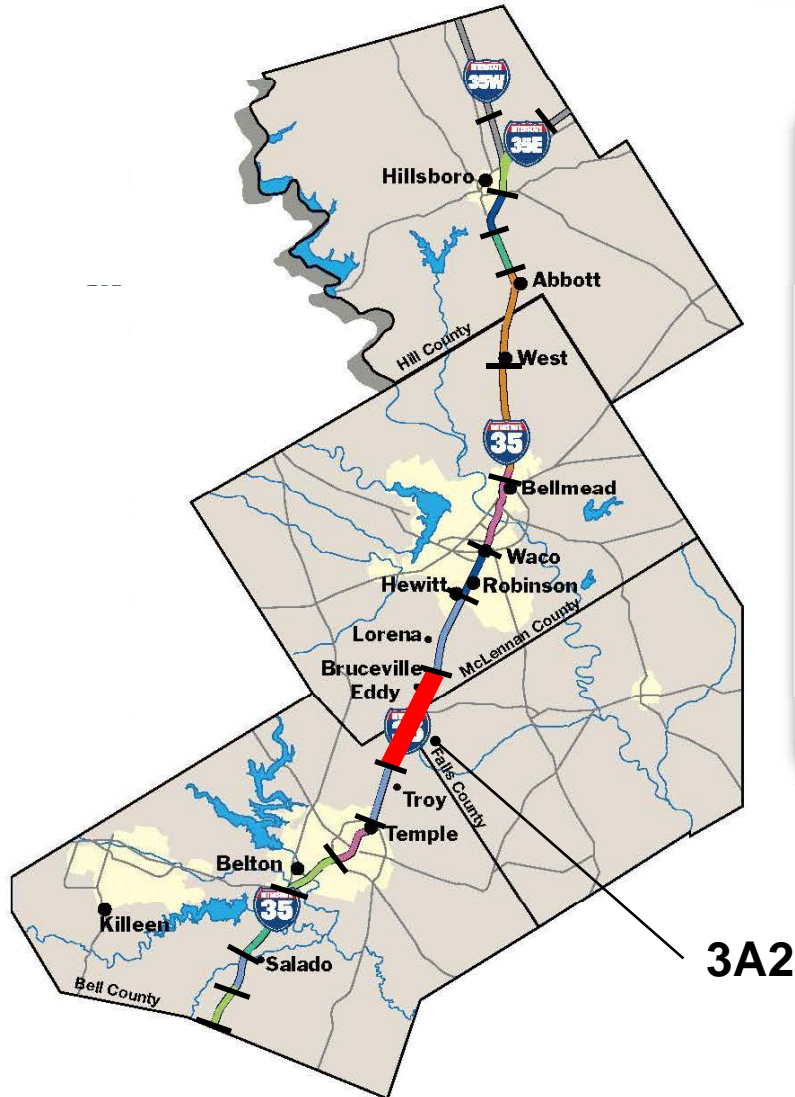 INTERSTATE
35W
INTERSTATE
35E
Hillsboro
Abbott
Hill County
West
INTERSTATE
35
Bellmead
Waco
Hewitt
Robinson
Lorena
McLennan County
Bruceville
Eddy
Falls County
Troy
Temple
Belton
INTERSTATE
35
Killeen
3A2
Salado
Bell County